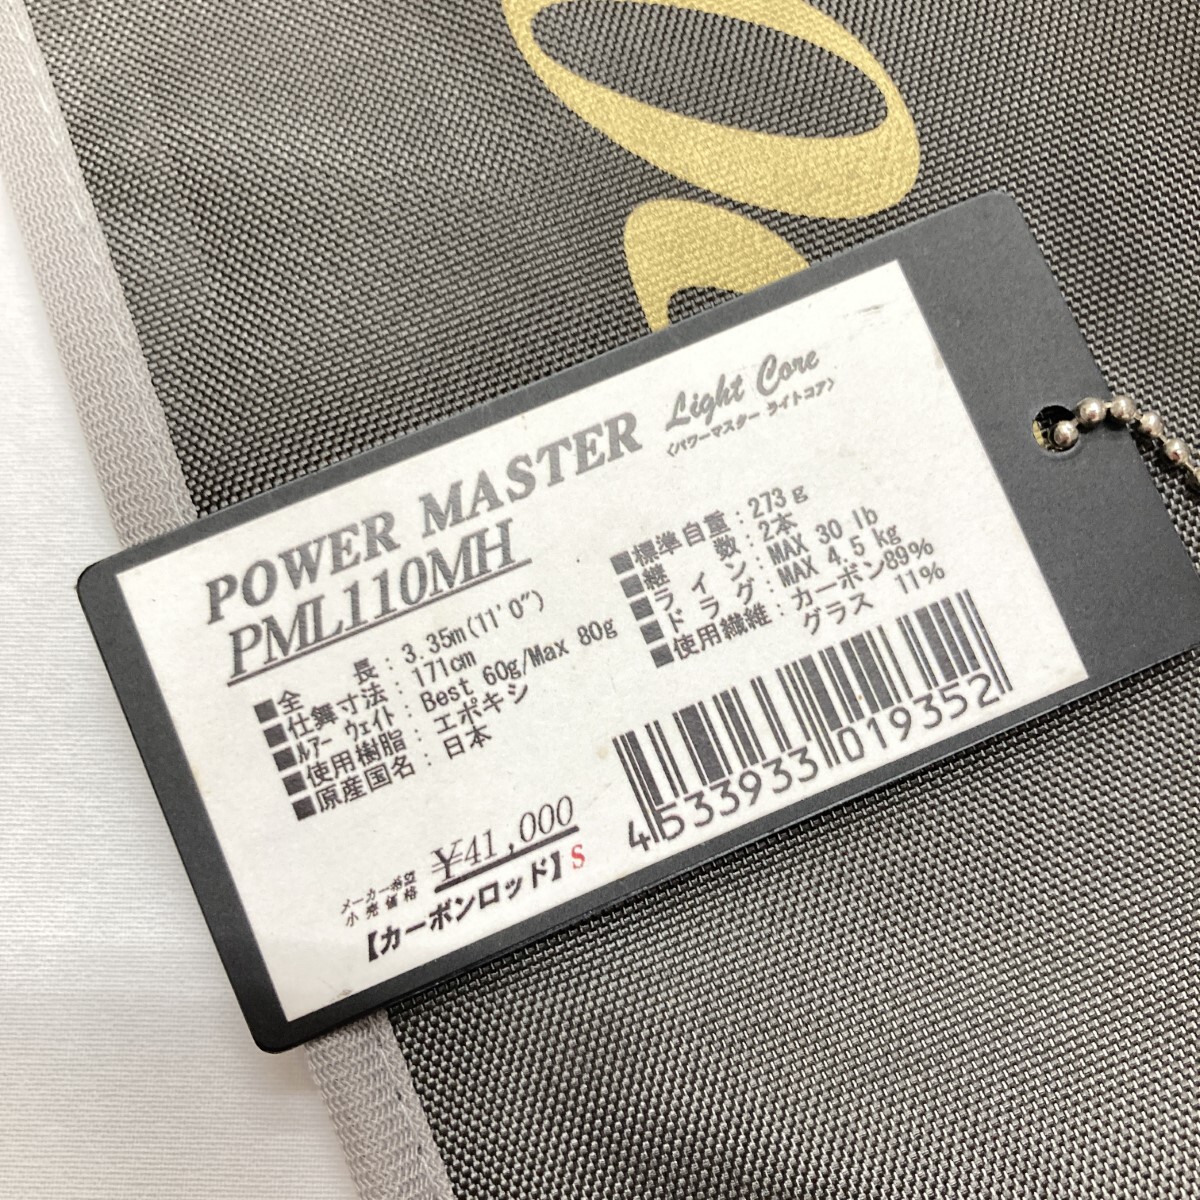 POWER MASTER Light Core
〈パワーマスター ライトコア〉
PML110MH
■全　　長：3.35m(11'0")
■仕舞寸法：171cm
■ルアーウェイト：Best 60g/Max 80g
■使用樹脂：エポキシ
■原産国名：日本
■標準自重：273g
■継　　数：2本
■ラ イ ン：MAX 30 lb
■ド ラ グ：MAX 4.5 kg
■使用繊維：カーボン89%
グラス 11%
メーカー希望
小売価格 ¥41,000
【カーボンロッド】S
4533933019352